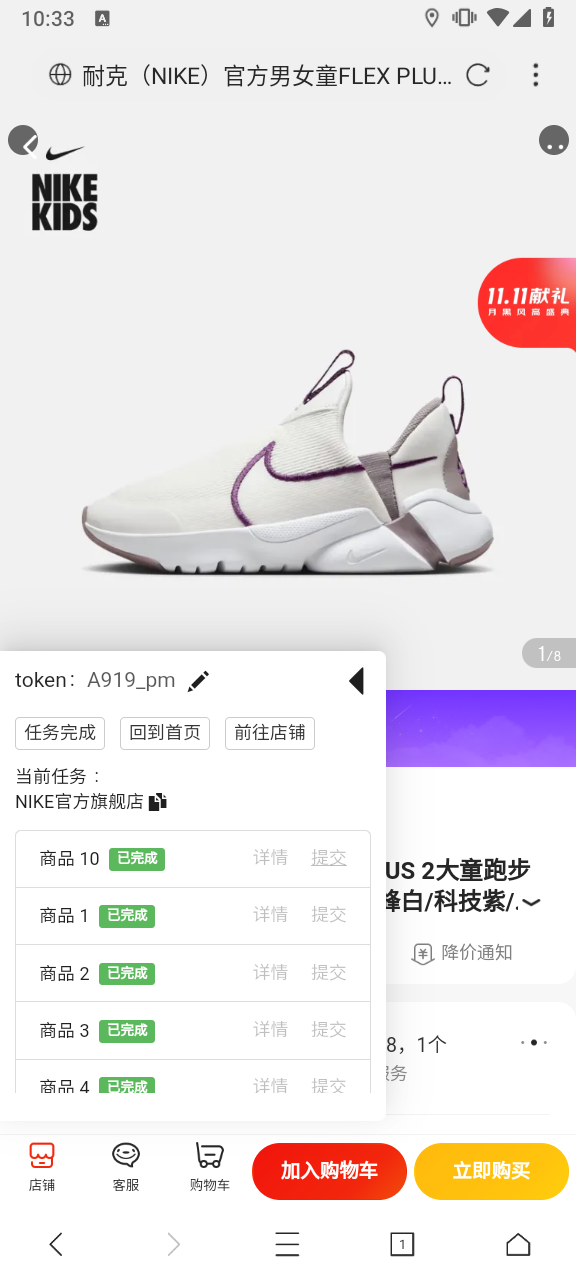 10:33
A
耐克（NIKE）官方男女童FLEX PLU...
NIKE
KIDS
11.11献礼
月黑风高盛典
1/8
token： A919_pm
任务完成 回到首页 前往店铺
当前任务：
NIKE官方旗舰店
商品 10 已完成 详情 提交
商品 1 已完成 详情 提交
商品 2 已完成 详情 提交
商品 3 已完成 详情 提交
商品 4 已完成 详情 提交
US 2大童跑步
峰白/科技紫/.
降价通知
8，1个
服务
店铺 客服 购物车 加入购物车 立即购买
1